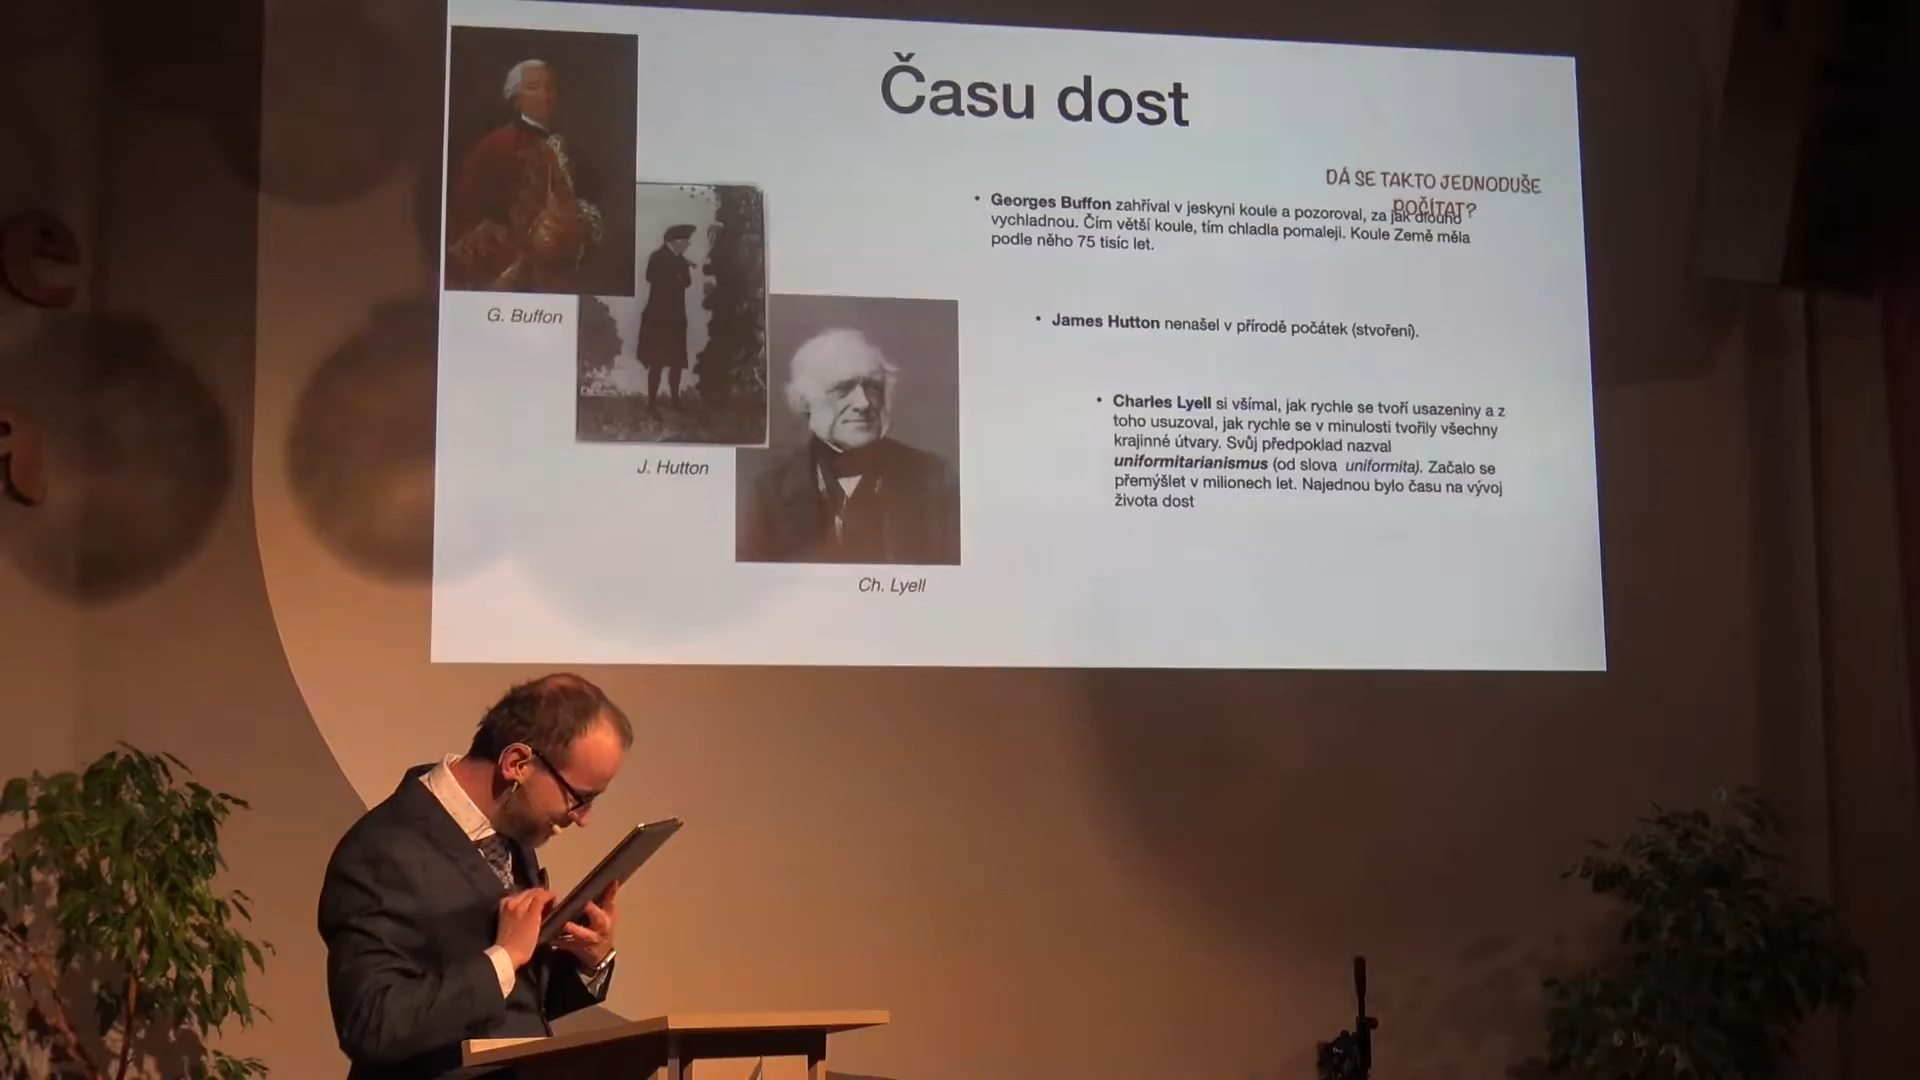 Času dost
DÁ SE TAKTO JEDNODUŠE
POČÍTAT?
• Georges Buffon zahříval v jeskyni koule a pozoroval, za jak dlouho
vychladnou. Čím větší koule, tím chladla pomaleji. Koule Země měla
podle něho 75 tisíc let.
G. Buffon
• James Hutton nenašel v přírodě počátek (stvoření).
J. Hutton
• Charles Lyell si všímal, jak rychle se tvoří usazeniny a z
toho usuzoval, jak rychle se v minulosti tvořily všechny
krajinné útvary. Svůj předpoklad nazval
uniformitarianismus (od slova uniformita). Začalo se
přemýšlet v milionech let. Najednou bylo času na vývoj
života dost
Ch. Lyell
e
a